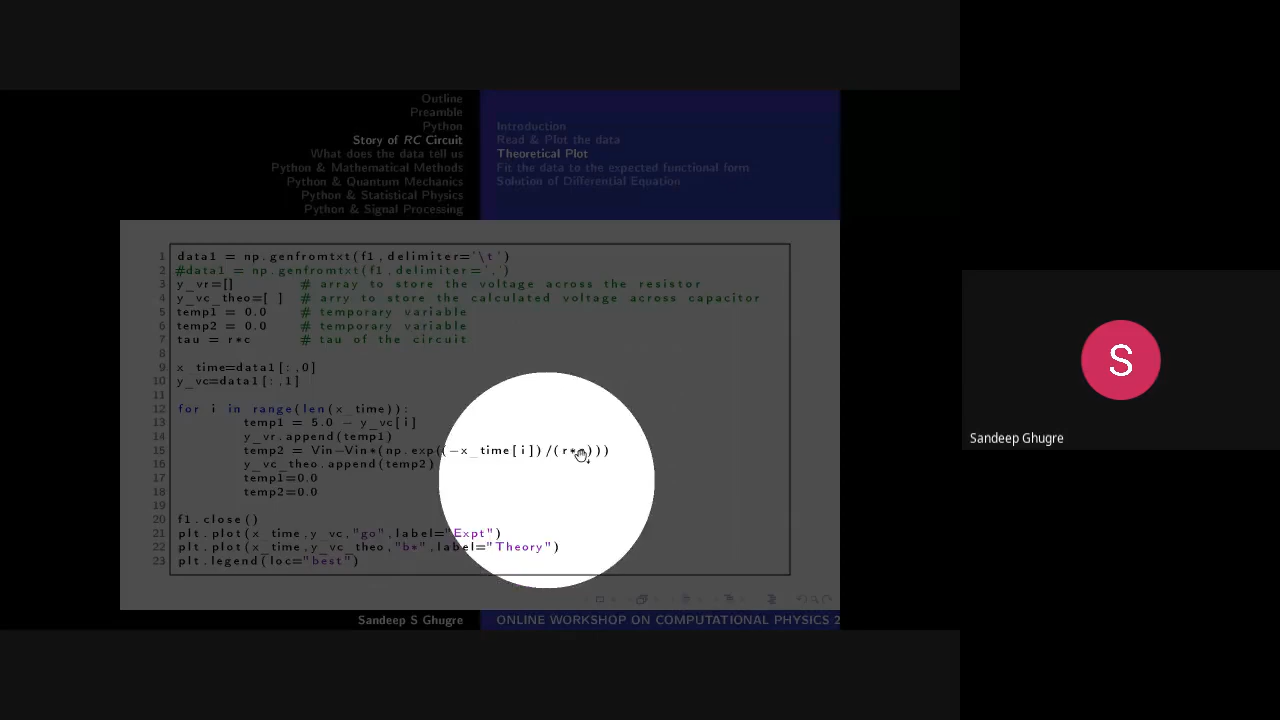 Outline
Preamble
Python
Story of RC Circuit
What does the data tell us
Python & Mathematical Methods
Python & Quantum Mechanics
Python & Statistical Physics
Python & Signal Processing
Introduction
Read & Plot the data
Theoretical Plot
Fit the data to the expected functional form
Solution of Differential Equation
1 data1 = np.genfromtxt(f1,delimiter='\t')
2 #data1 = np.genfromtxt(f1,delimiter=',')
3 y_vr=[] # array to store the voltage across the resistor
4 y_vc_theo=[ ] # arry to store the calculated voltage across capacitor
5 temp1 = 0.0 # temporary variable
6 temp2 = 0.0 # temporary variable
7 tau = r*c # tau of the circuit
8
9 x_time=data1[:,0]
10 y_vc=data1[:,1]
11
12 for i in range(len(x_time)):
13 temp1 = 5.0 - y_vc[i]
14 y_vr.append(temp1)
15 temp2 = Vin-Vin*(np.exp((-x_time[i])/(r* )))
16 y_vc_theo.append(temp2)
17 temp1=0.0
18 temp2=0.0
19
20 f1.close()
21 plt.plot(x_time,y_vc,"go",label="Expt")
22 plt.plot(x_time,y_vc_theo,"b*",label="Theory")
23 plt.legend(loc="best")
Sandeep S Ghugre
ONLINE WORKSHOP ON COMPUTATIONAL PHYSICS 2
S
Sandeep Ghugre